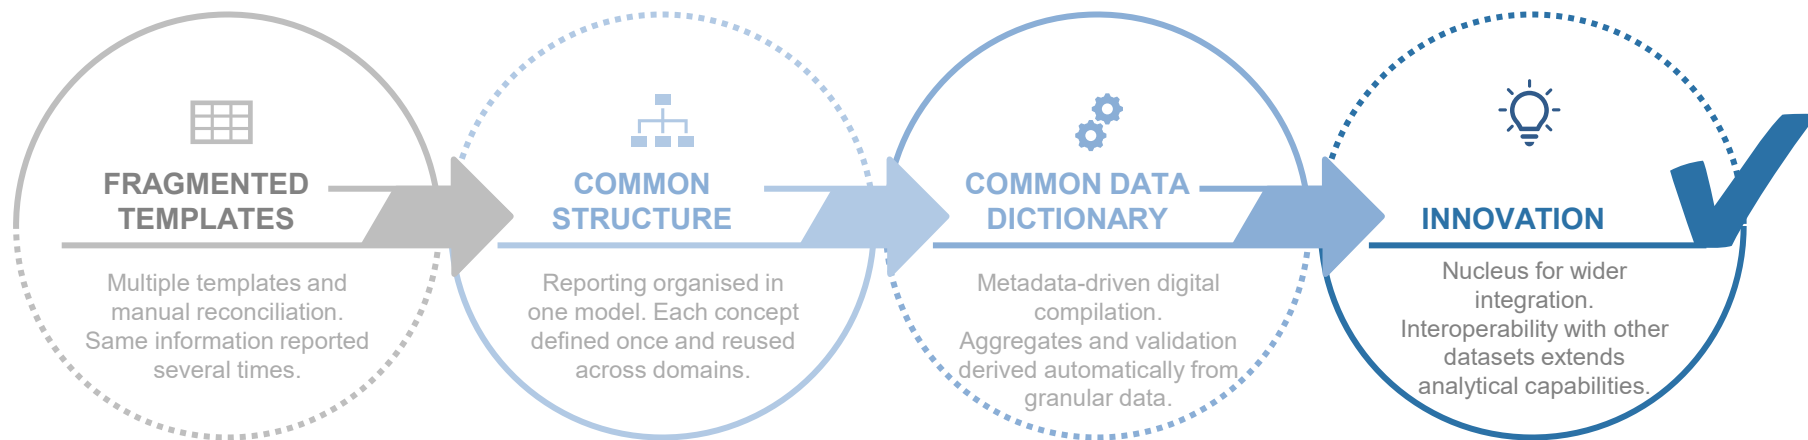 FRAGMENTED
TEMPLATES
Multiple templates and
manual reconciliation.
Same information reported
several times.
COMMON
STRUCTURE
Reporting organised in
one model. Each concept
defined once and reused
across domains.
COMMON DATA
DICTIONARY
Metadata-driven digital
compilation.
Aggregates and validation
derived automatically from
granular data.
INNOVATION
Nucleus for wider
integration.
Interoperability with other
datasets extends
analytical capabilities.